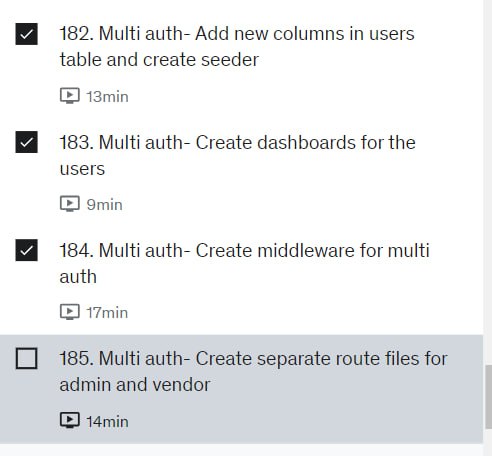 182. Multi auth- Add new columns in users
table and create seeder
13min
183. Multi auth- Create dashboards for the
users
9min
184. Multi auth- Create middleware for multi
auth
17min
185. Multi auth- Create separate route files for
admin and vendor
14min